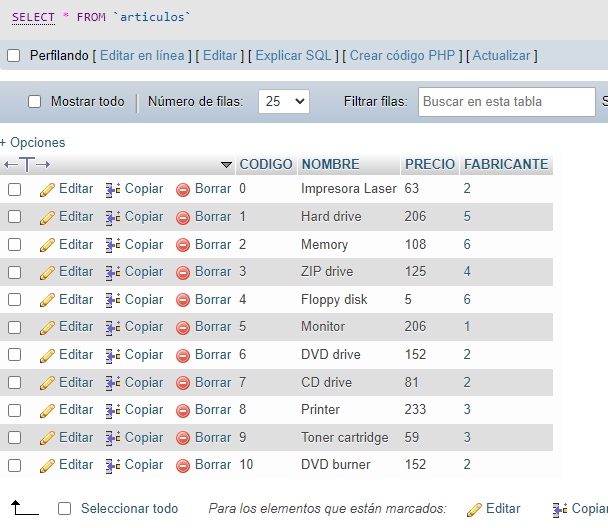 SELECT * FROM `articulos`
Perfilando [ Editar en línea ] [ Editar ] [ Explicar SQL ] [ Crear código PHP ] [ Actualizar ]
Mostrar todo | Número de filas: 25 Filtrar filas: Buscar en esta tabla S
+ Opciones
←T→ CODIGO NOMBRE PRECIO FABRICANTE
Editar Copiar Borrar 0 Impresora Laser 63 2
Editar Copiar Borrar 1 Hard drive 206 5
Editar Copiar Borrar 2 Memory 108 6
Editar Copiar Borrar 3 ZIP drive 125 4
Editar Copiar Borrar 4 Floppy disk 5 6
Editar Copiar Borrar 5 Monitor 206 1
Editar Copiar Borrar 6 DVD drive 152 2
Editar Copiar Borrar 7 CD drive 81 2
Editar Copiar Borrar 8 Printer 233 3
Editar Copiar Borrar 9 Toner cartridge 59 3
Editar Copiar Borrar 10 DVD burner 152 2
Seleccionar todo Para los elementos que están marcados: Editar Copiar